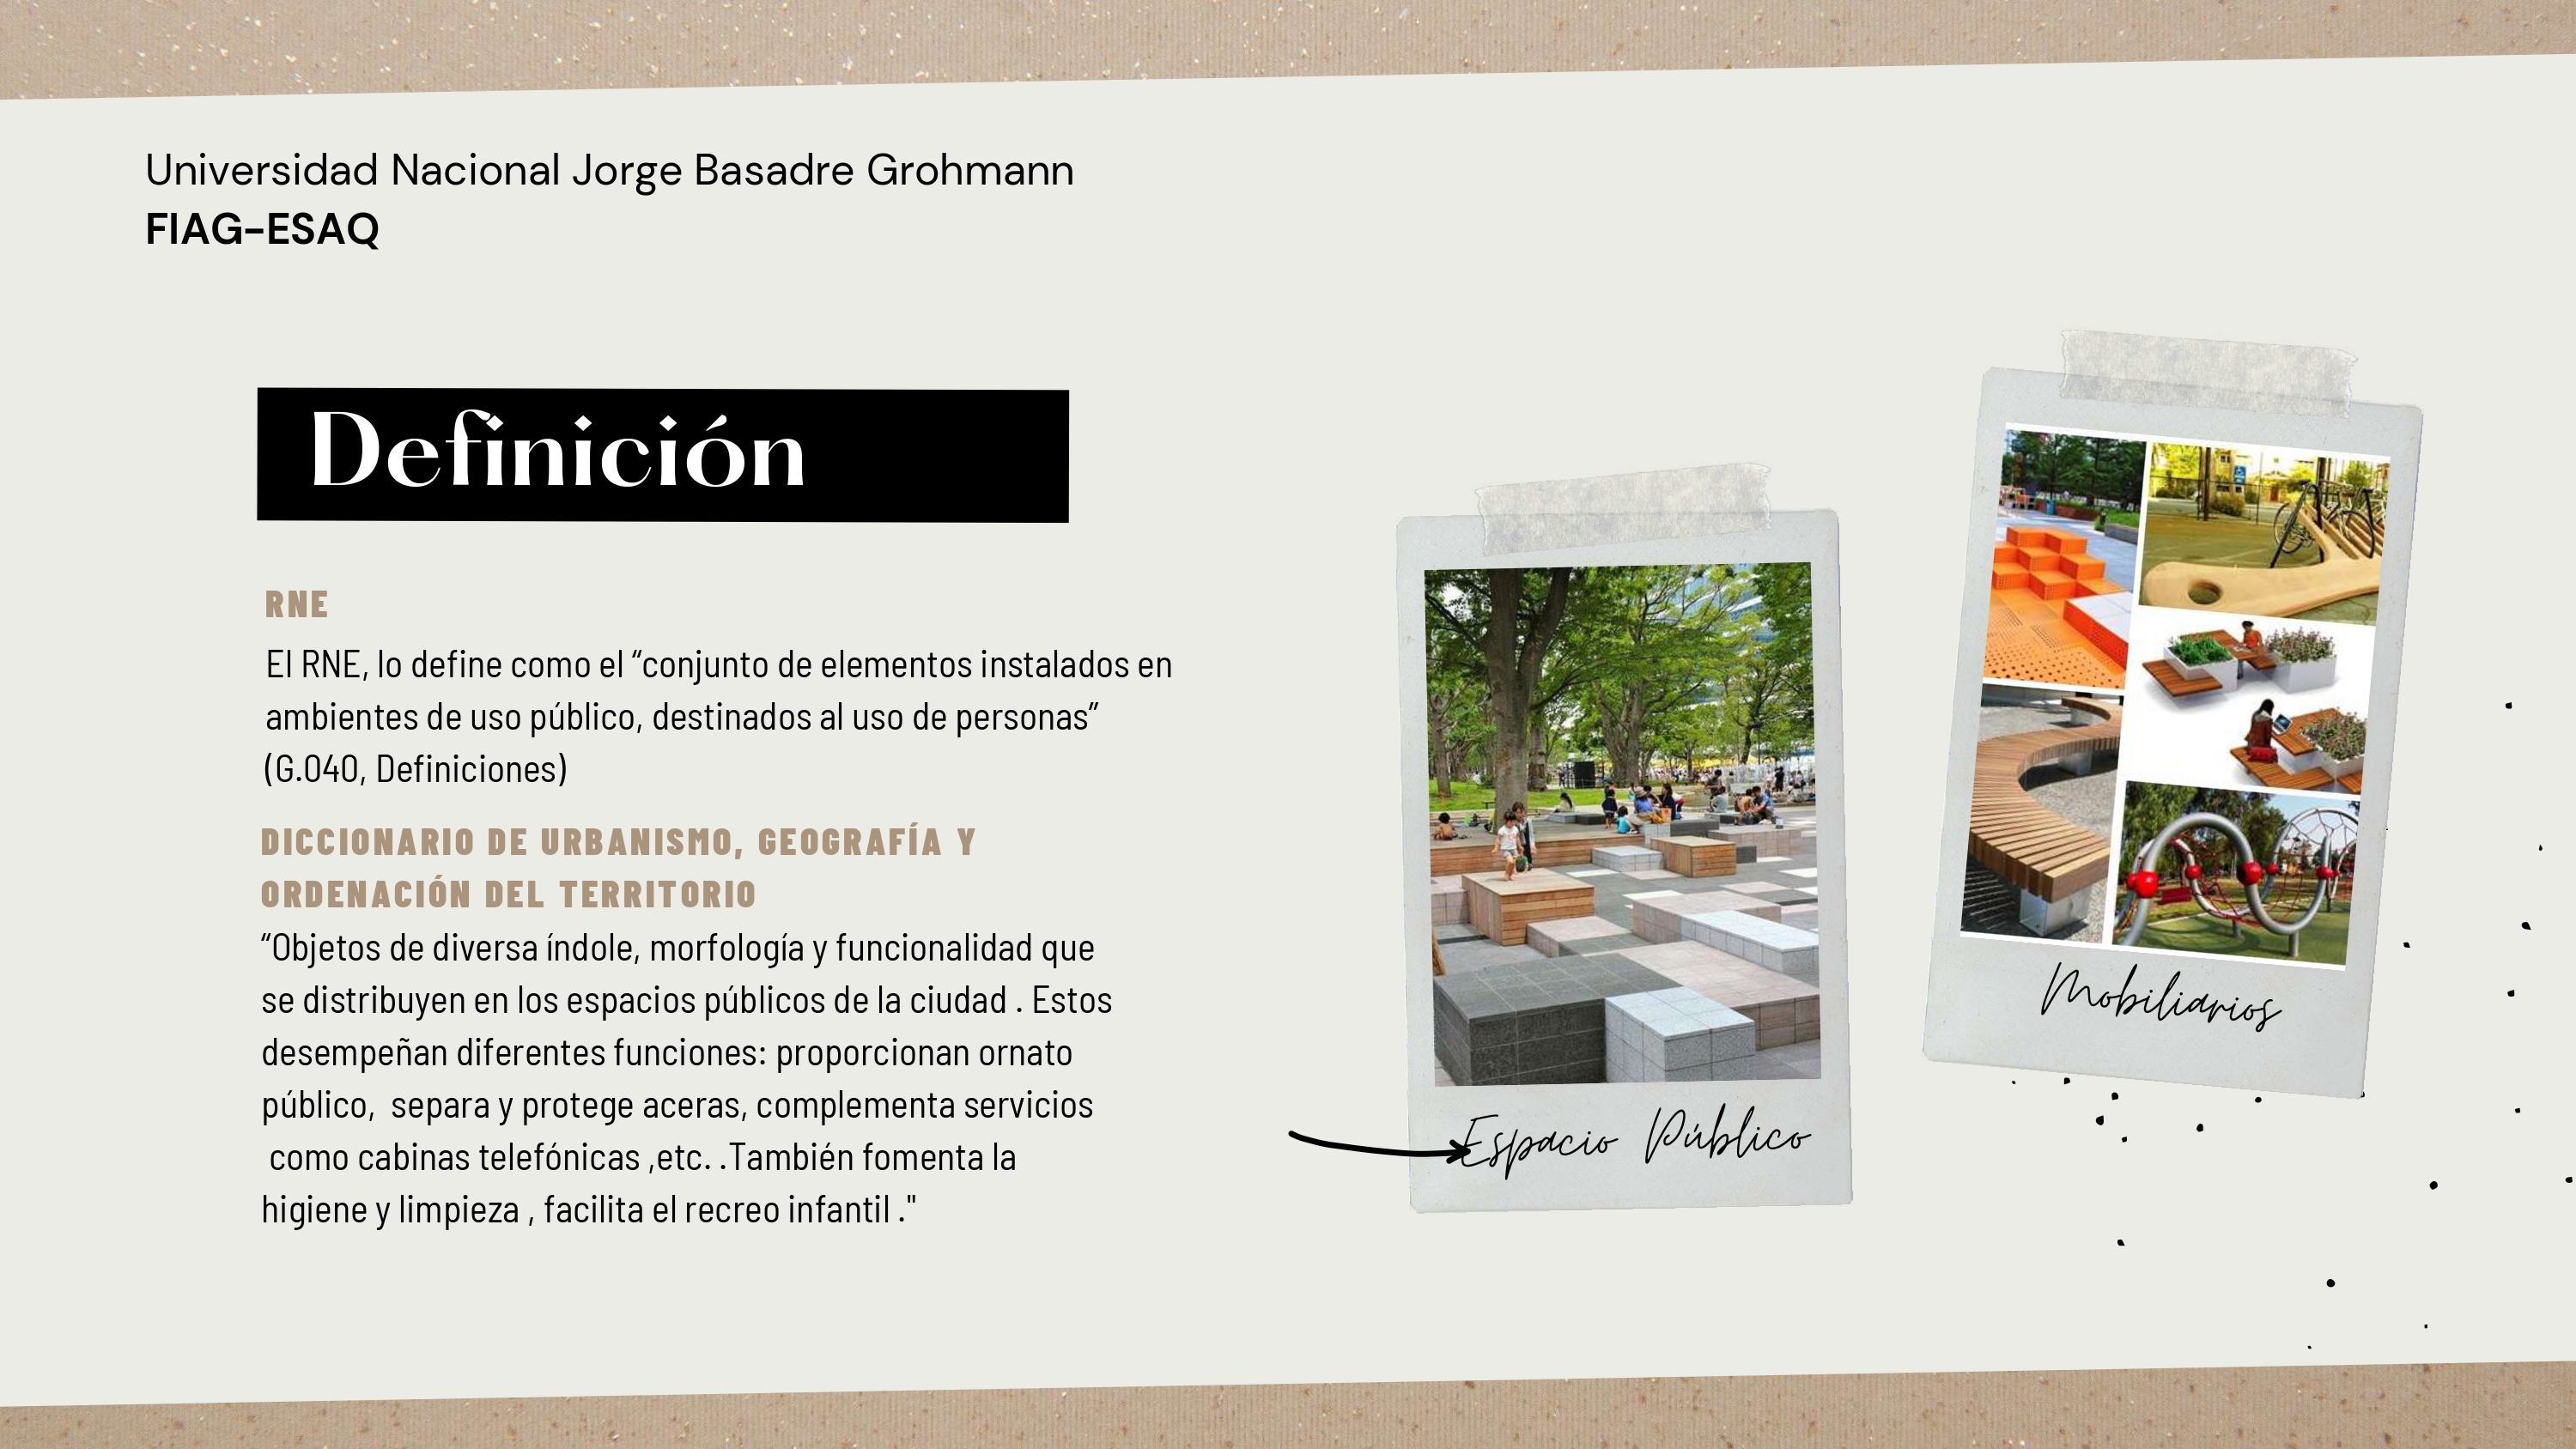 Universidad Nacional Jorge Basadre Grohmann
FIAG-ESAQ
Definición
RNE
El RNE, lo define como el “conjunto de elementos instalados en
ambientes de uso público, destinados al uso de personas”
(G.040, Definiciones)
DICCIONARIO DE URBANISMO, GEOGRAFÍA Y
ORDENACIÓN DEL TERRITORIO
“Objetos de diversa índole, morfología y funcionalidad que
se distribuyen en los espacios públicos de la ciudad . Estos
desempeñan diferentes funciones: proporcionan ornato
público,  separa y protege aceras, complementa servicios
como cabinas telefónicas ,etc. .También fomenta la
higiene y limpieza , facilita el recreo infantil ."
Espacio Público
Mobiliarios